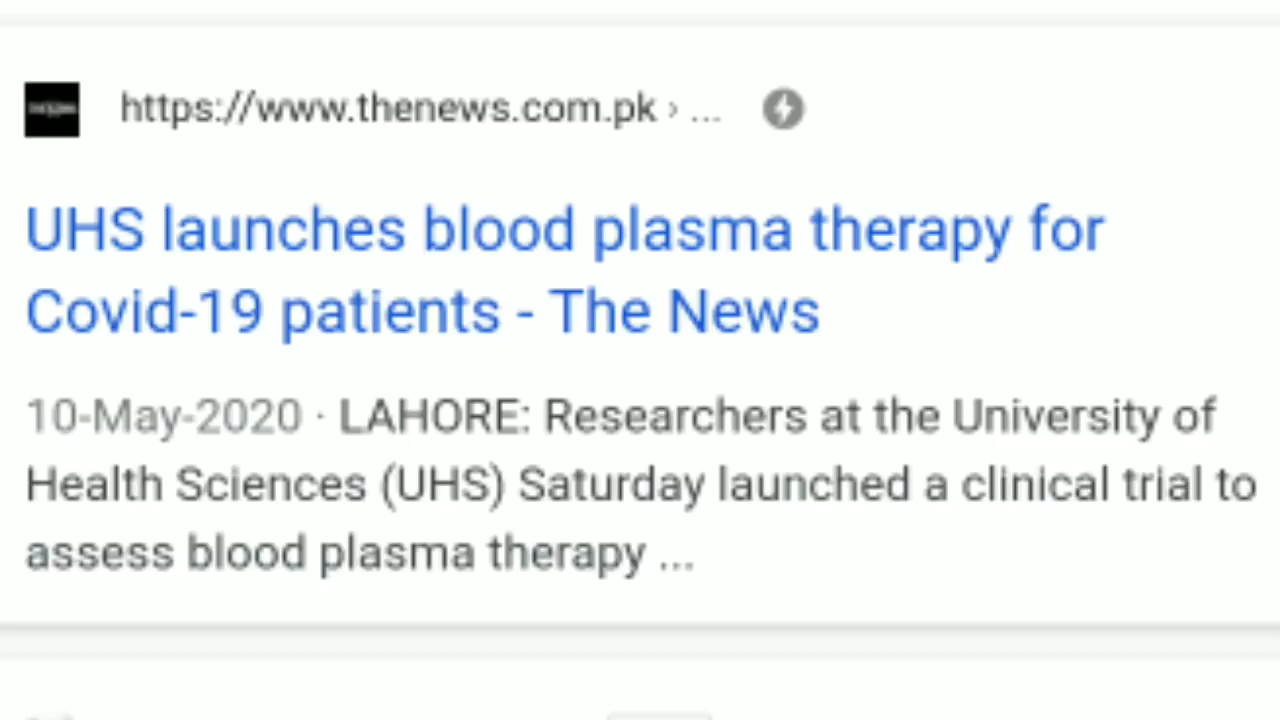 https://www.thenews.com.pk › ...
UHS launches blood plasma therapy for
Covid-19 patients - The News
10-May-2020 · LAHORE: Researchers at the University of
Health Sciences (UHS) Saturday launched a clinical trial to
assess blood plasma therapy ...